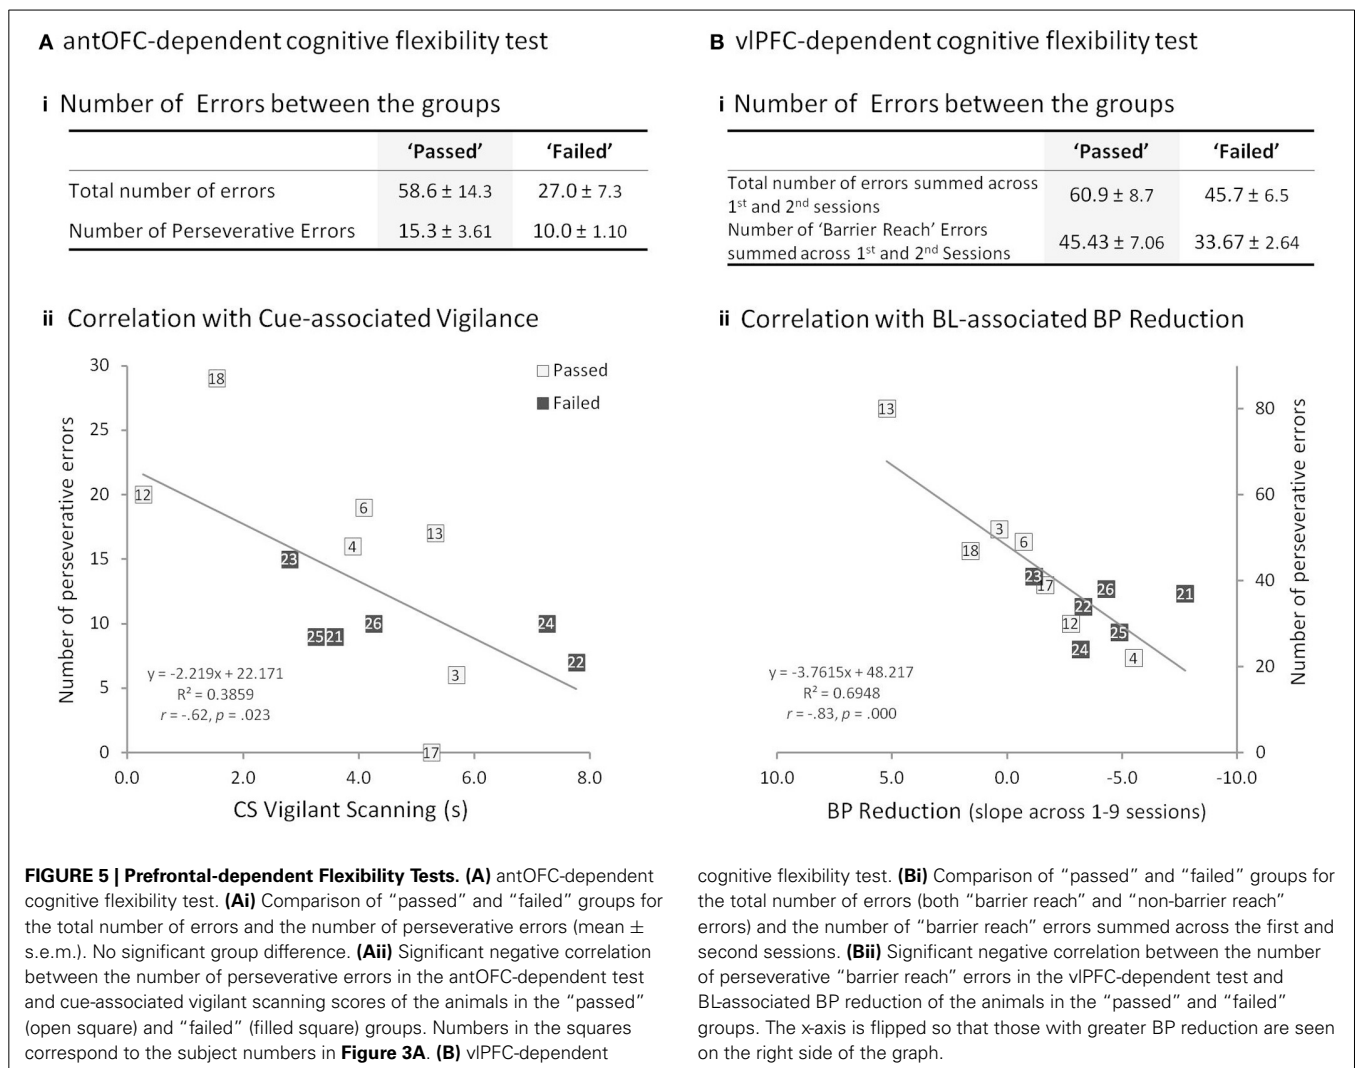 A antOFC-dependent cognitive flexibility test
i Number of Errors between the groups
'Passed' 'Failed'
Total number of errors 58.6 ± 14.3 27.0 ± 7.3
Number of Perseverative Errors 15.3 ± 3.61 10.0 ± 1.10
ii Correlation with Cue-associated Vigilance
Number of perseverative errors
30
25
20
15
10
5
0
0.0 2.0 4.0 6.0 8.0
CS Vigilant Scanning (s)
Passed
Failed
18
12
6
13
4
23
25
21
26
24
22
3
17
y = -2.219x + 22.171
R² = 0.3859
r = -.62, p = .023
B vlPFC-dependent cognitive flexibility test
i Number of Errors between the groups
'Passed' 'Failed'
Total number of errors summed across
1st and 2nd sessions 60.9 ± 8.7 45.7 ± 6.5
Number of 'Barrier Reach' Errors
summed across 1st and 2nd Sessions 45.43 ± 7.06 33.67 ± 2.64
ii Correlation with BL-associated BP Reduction
13
3
6
18
23
17
26
21
22
12
25
24
4
y = -3.7615x + 48.217
R² = 0.6948
r = -.83, p = .000
80
60
40
20
0
Number of perseverative errors
10.0 5.0 0.0 -5.0 -10.0
BP Reduction (slope across 1-9 sessions)
FIGURE 5 | Prefrontal-dependent Flexibility Tests. (A) antOFC-dependent
cognitive flexibility test. (Ai) Comparison of "passed" and "failed" groups for
the total number of errors and the number of perseverative errors (mean ±
s.e.m.). No significant group difference. (Aii) Significant negative correlation
between the number of perseverative errors in the antOFC-dependent test
and cue-associated vigilant scanning scores of the animals in the "passed"
(open square) and "failed" (filled square) groups. Numbers in the squares
correspond to the subject numbers in Figure 3A. (B) vlPFC-dependent
cognitive flexibility test. (Bi) Comparison of "passed" and "failed" groups for
the total number of errors (both "barrier reach" and "non-barrier reach"
errors) and the number of "barrier reach" errors summed across the first and
second sessions. (Bii) Significant negative correlation between the number
of perseverative "barrier reach" errors in the vlPFC-dependent test and
BL-associated BP reduction of the animals in the "passed" and "failed"
groups. The x-axis is flipped so that those with greater BP reduction are seen
on the right side of the graph.